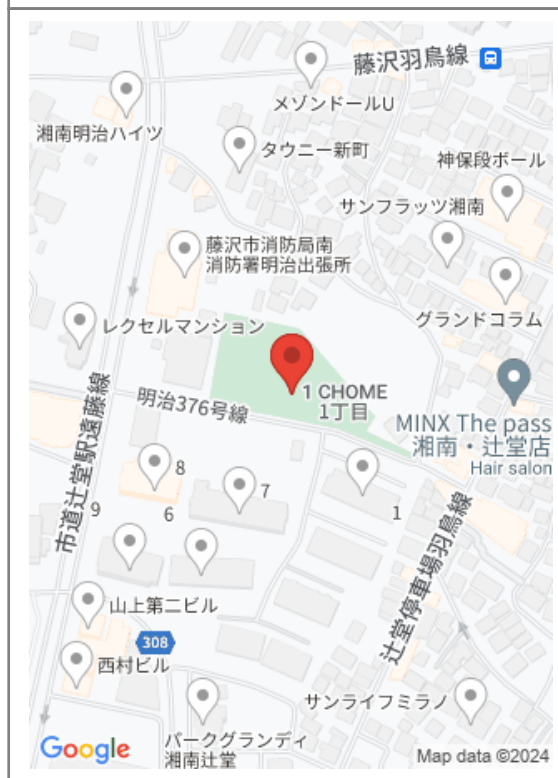 藤沢羽鳥線
メゾンドールU
湘南明治ハイツ
タウニー新町
神保段ボール
サンフラッツ湘南
藤沢市消防局南
消防署明治出張所
グランドコラム
レクセルマンション
1 CHOME
1丁目
明治376号線
MINX The pass
湘南・辻堂店
Hair salon
市道辻堂駅遠藤線
8
7
9
6
1
辻堂停車場羽鳥線
山上第二ビル
308
西村ビル
サンライフミラノ
パークグランディ
湘南辻堂
Google
Map data ©2024